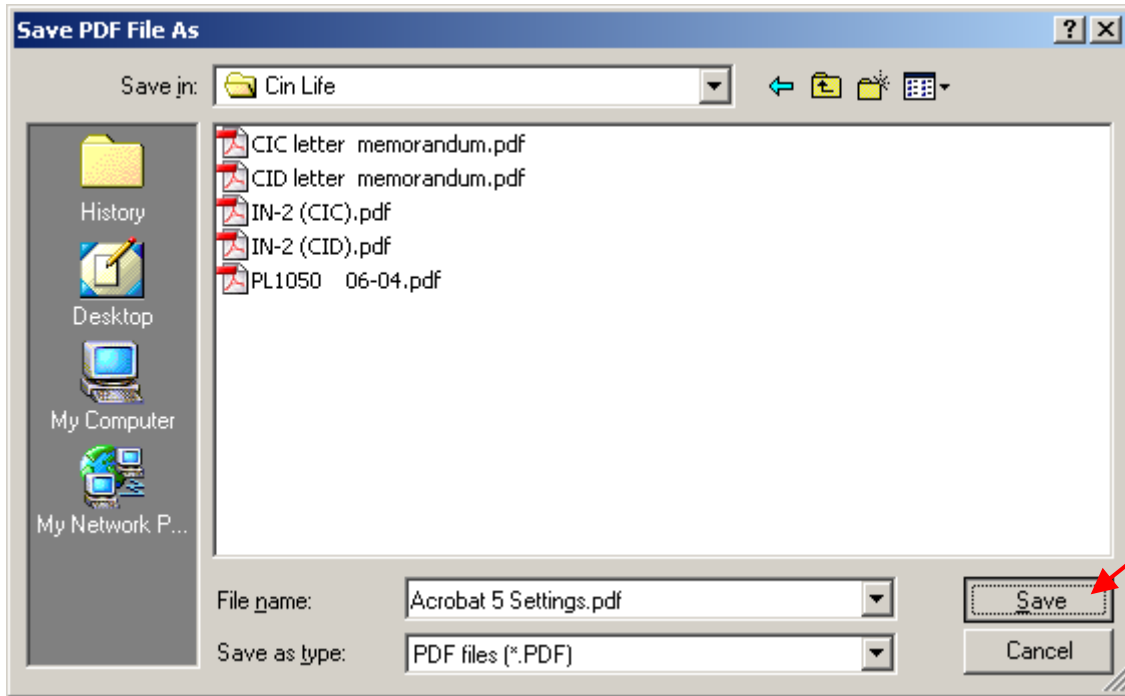 Save PDF File As
Save in: Cin Life
History
Desktop
My Computer
My Network P...
CIC letter memorandum.pdf
CID letter memorandum.pdf
IN-2 (CIC).pdf
IN-2 (CID).pdf
PL1050 06-04.pdf
File name: Acrobat 5 Settings.pdf Save
Save as type: PDF files (*.PDF) Cancel